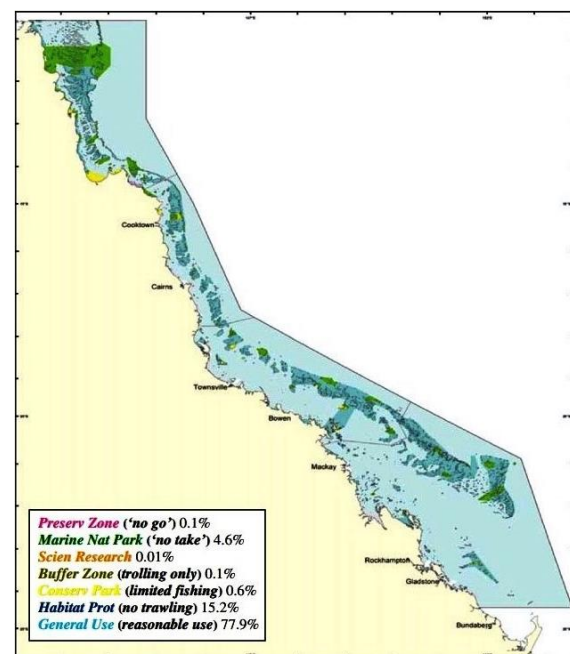 Cooktown
Cairns
Townsville
Bowen
Mackay
Rockhampton
Gladstone
Bundaberg
Preserv Zone ('no go') 0.1%
Marine Nat Park ('no take') 4.6%
Scien Research 0.01%
Buffer Zone (trolling only) 0.1%
Conserv Park (limited fishing) 0.6%
Habitat Prot (no trawling) 15.2%
General Use (reasonable use) 77.9%